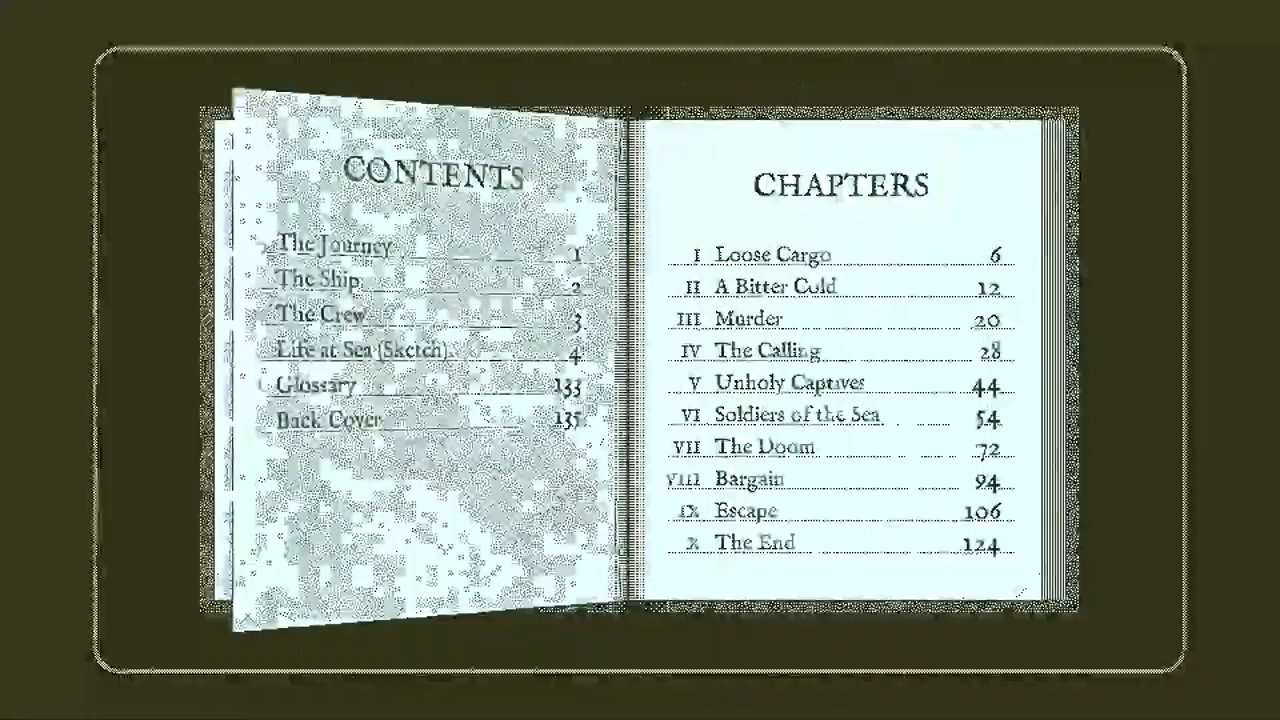 CONTENTS
The Journey 1
The Ship 2
The Crew 3
Life at Sea (Sketch) 4
Glossary 133
Back Cover 135
CHAPTERS
I Loose Cargo 6
II A Bitter Cold 12
III Murder 20
IV The Calling 28
V Unholy Captives 44
VI Soldiers of the Sea 54
VII The Doom 72
VIII Bargain 94
IX Escape 106
X The End 124